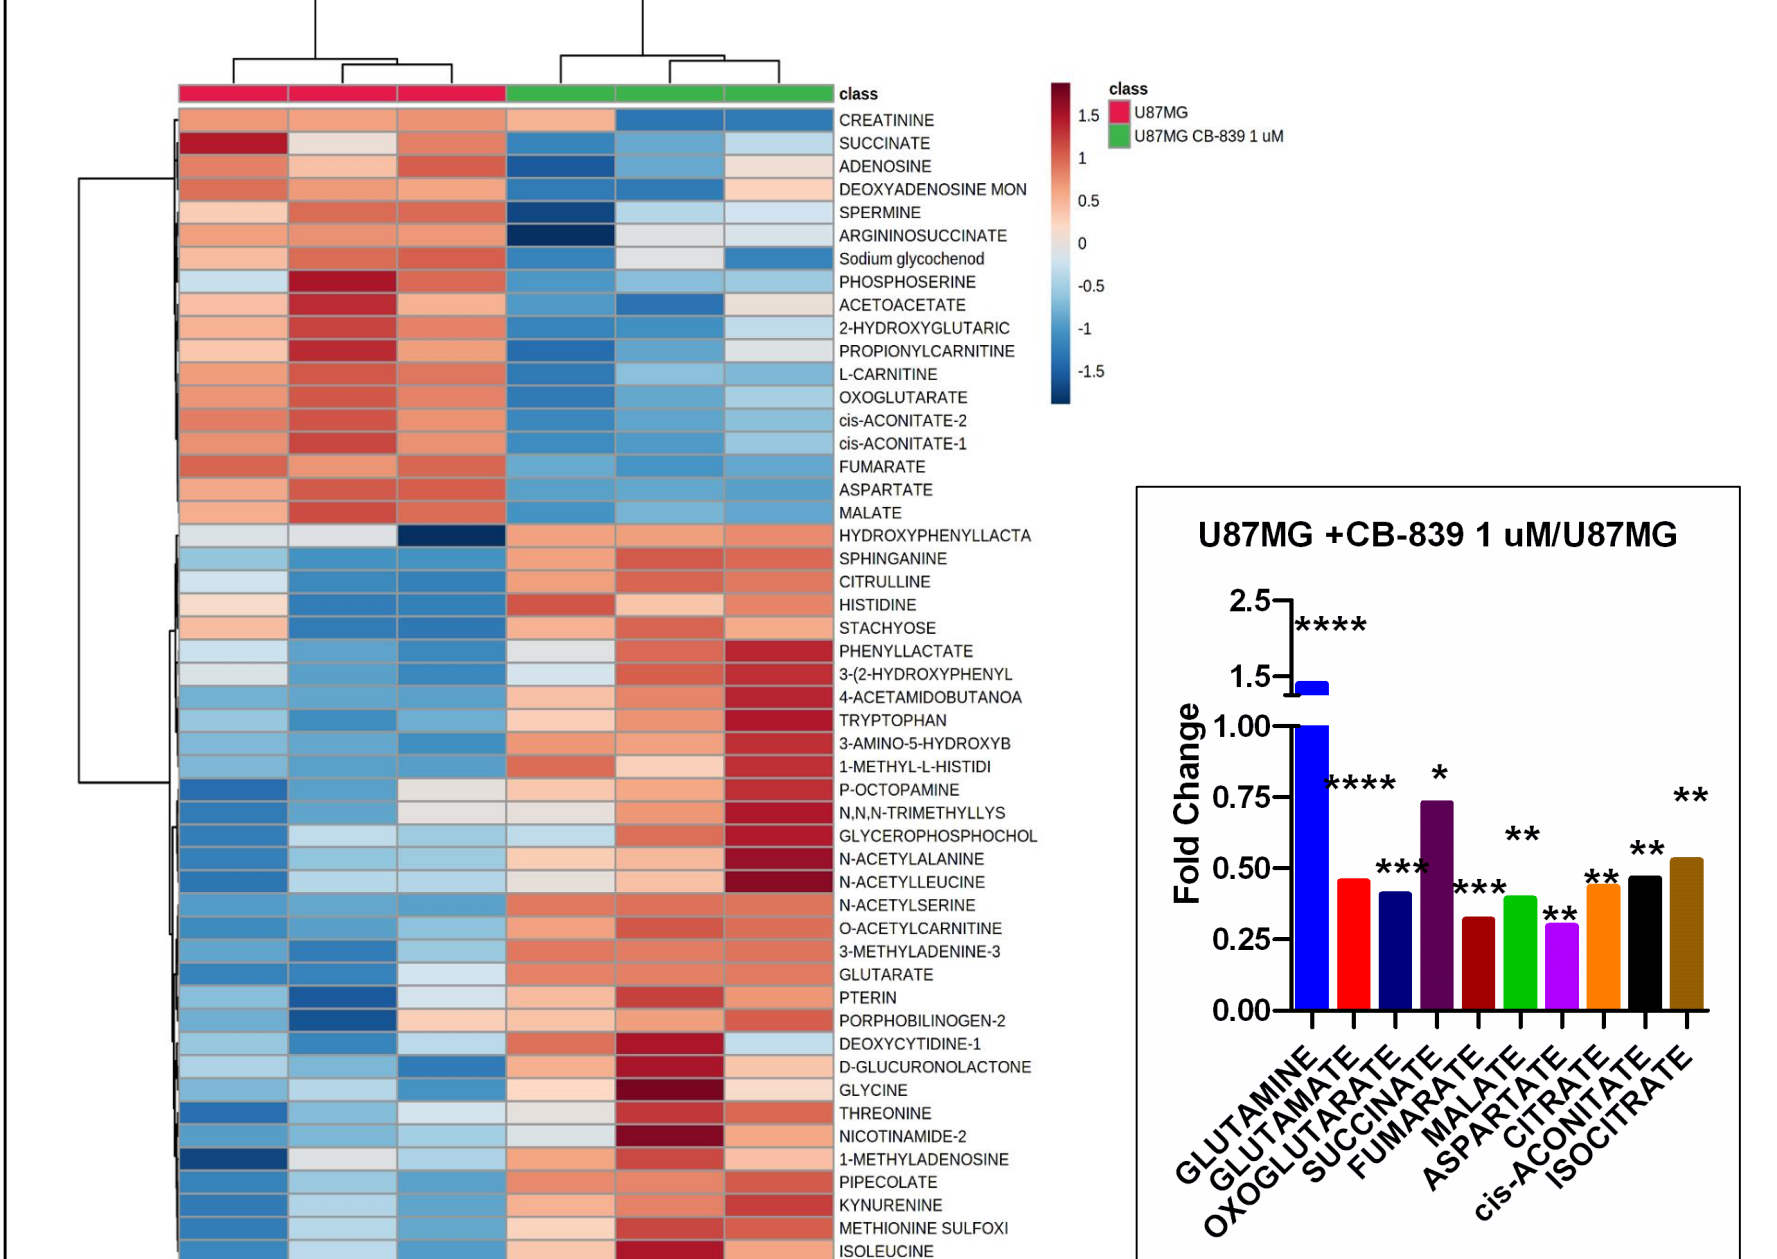 class
CREATININE
SUCCINATE
ADENOSINE
DEOXYADENOSINE MON
SPERMINE
ARGININOSUCCINATE
Sodium glycochenod
PHOSPHOSERINE
ACETOACETATE
2-HYDROXYGLUTARIC
PROPIONYLCARNITINE
L-CARNITINE
OXOGLUTARATE
cis-ACONITATE-2
cis-ACONITATE-1
FUMARATE
ASPARTATE
MALATE
HYDROXYPHENYLLACTA
SPHINGANINE
CITRULLINE
HISTIDINE
STACHYOSE
PHENYLLACTATE
3-(2-HYDROXYPHENYL
4-ACETAMIDOBUTANOA
TRYPTOPHAN
3-AMINO-5-HYDROXYB
1-METHYL-L-HISTIDI
P-OCTOPAMINE
N,N,N-TRIMETHYLLYS
GLYCEROPHOSPHOCHOL
N-ACETYLALANINE
N-ACETYLLEUCINE
N-ACETYLSERINE
O-ACETYLCARNITINE
3-METHYLADENINE-3
GLUTARATE
PTERIN
PORPHOBILINOGEN-2
DEOXYCYTIDINE-1
D-GLUCURONOLACTONE
GLYCINE
THREONINE
NICOTINAMIDE-2
1-METHYLADENOSINE
PIPECOLATE
KYNURENINE
METHIONINE SULFOXI
ISOLEUCINE
1.5
1
0.5
0
-0.5
-1
-1.5
class
U87MG
U87MG CB-839 1 uM
U87MG +CB-839 1 uM/U87MG
Fold Change
2.5
1.5
1.00
0.75
0.50
0.25
0.00
****
****
***
*
***
**
**
**
**
**
GLUTAMINE
GLUTAMATE
OXOGLUTARATE
SUCCINATE
FUMARATE
MALATE
ASPARTATE
CITRATE
cis-ACONITATE
ISOCITRATE